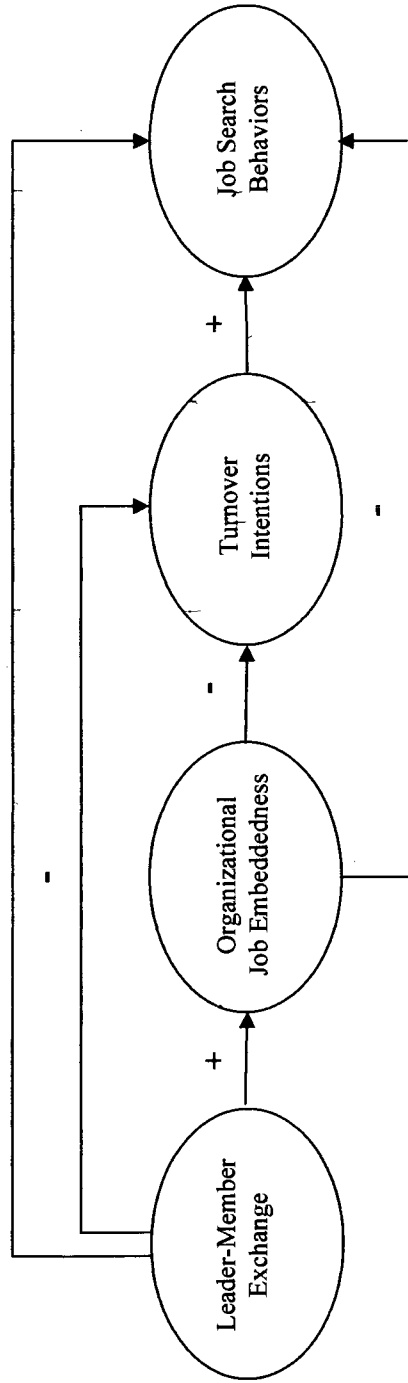 Leader-Member
Exchange
+
Organizational
Job Embeddedness
-
Turnover
Intentions
+
Job Search
Behaviors
-
-